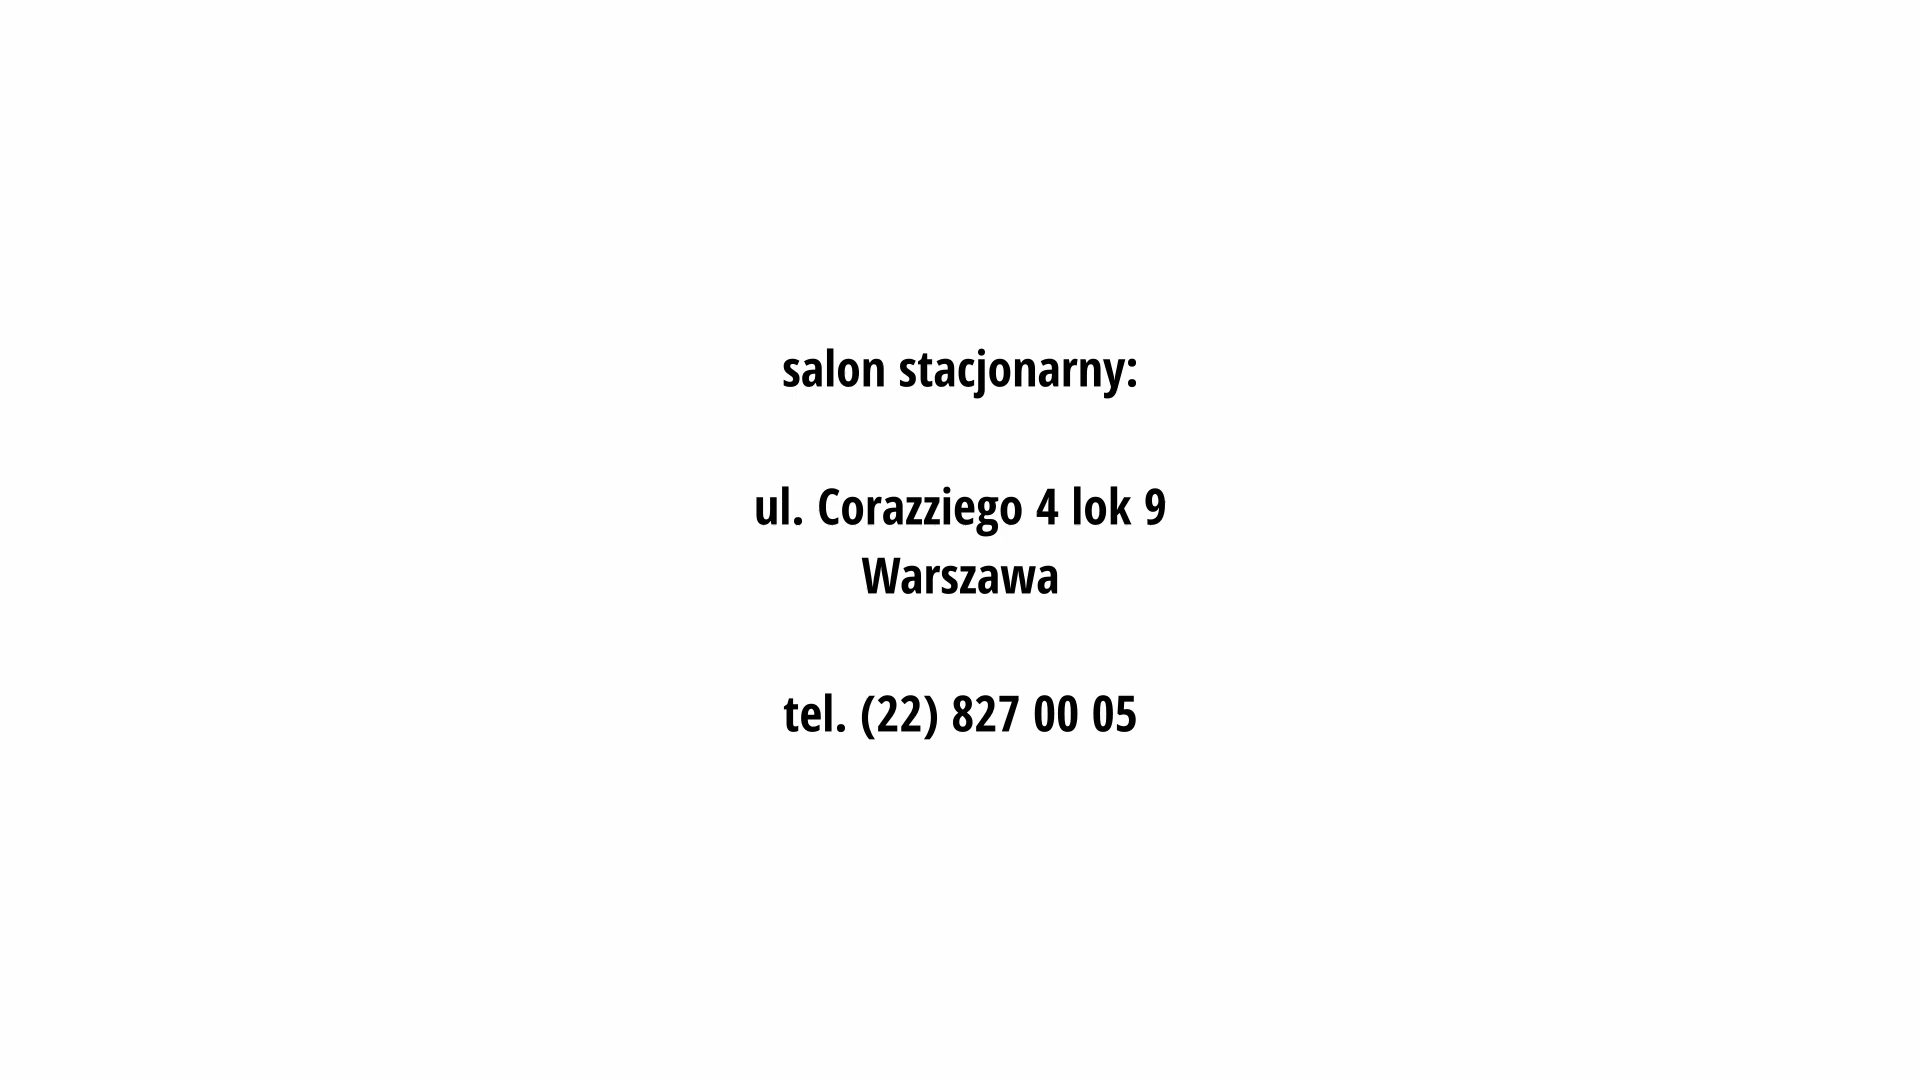 salon stacjonarny:
ul. Corazziego 4 lok 9
Warszawa
tel. (22) 827 00 05